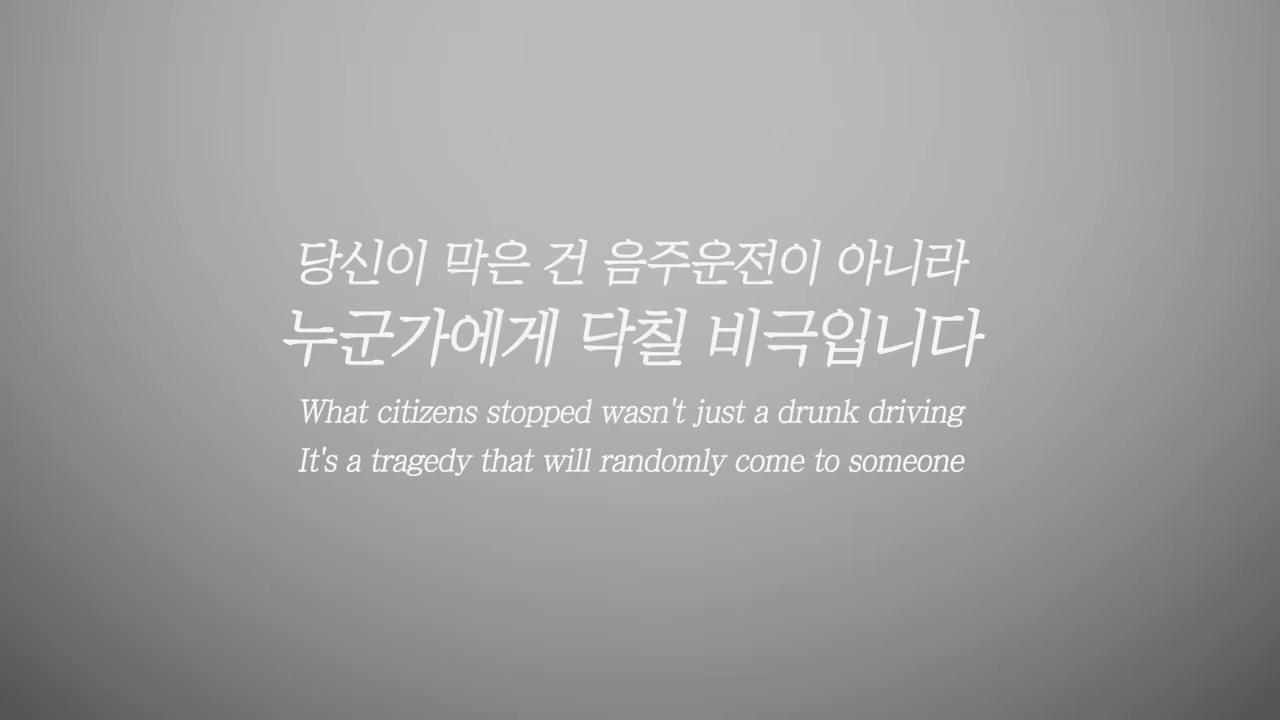 당신이 막은 건 음주운전이 아니라
누군가에게 닥칠 비극입니다
What citizens stopped wasn't just a drunk driving
It's a tragedy that will randomly come to someone